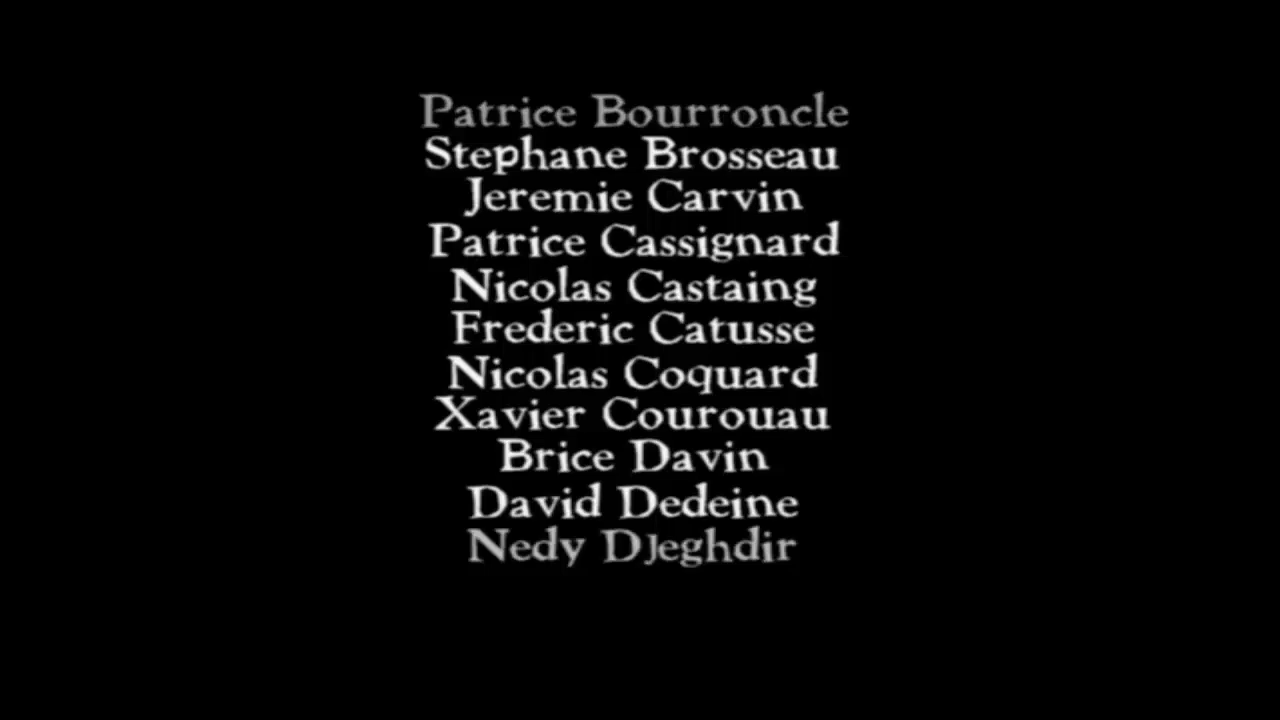 Patrice Bourroncle
Stephane Brosseau
Jeremie Carvin
Patrice Cassignard
Nicolas Castaing
Frederic Catusse
Nicolas Coquard
Xavier Courouau
Brice Davin
David Dedeine
Nedy DJeghdir